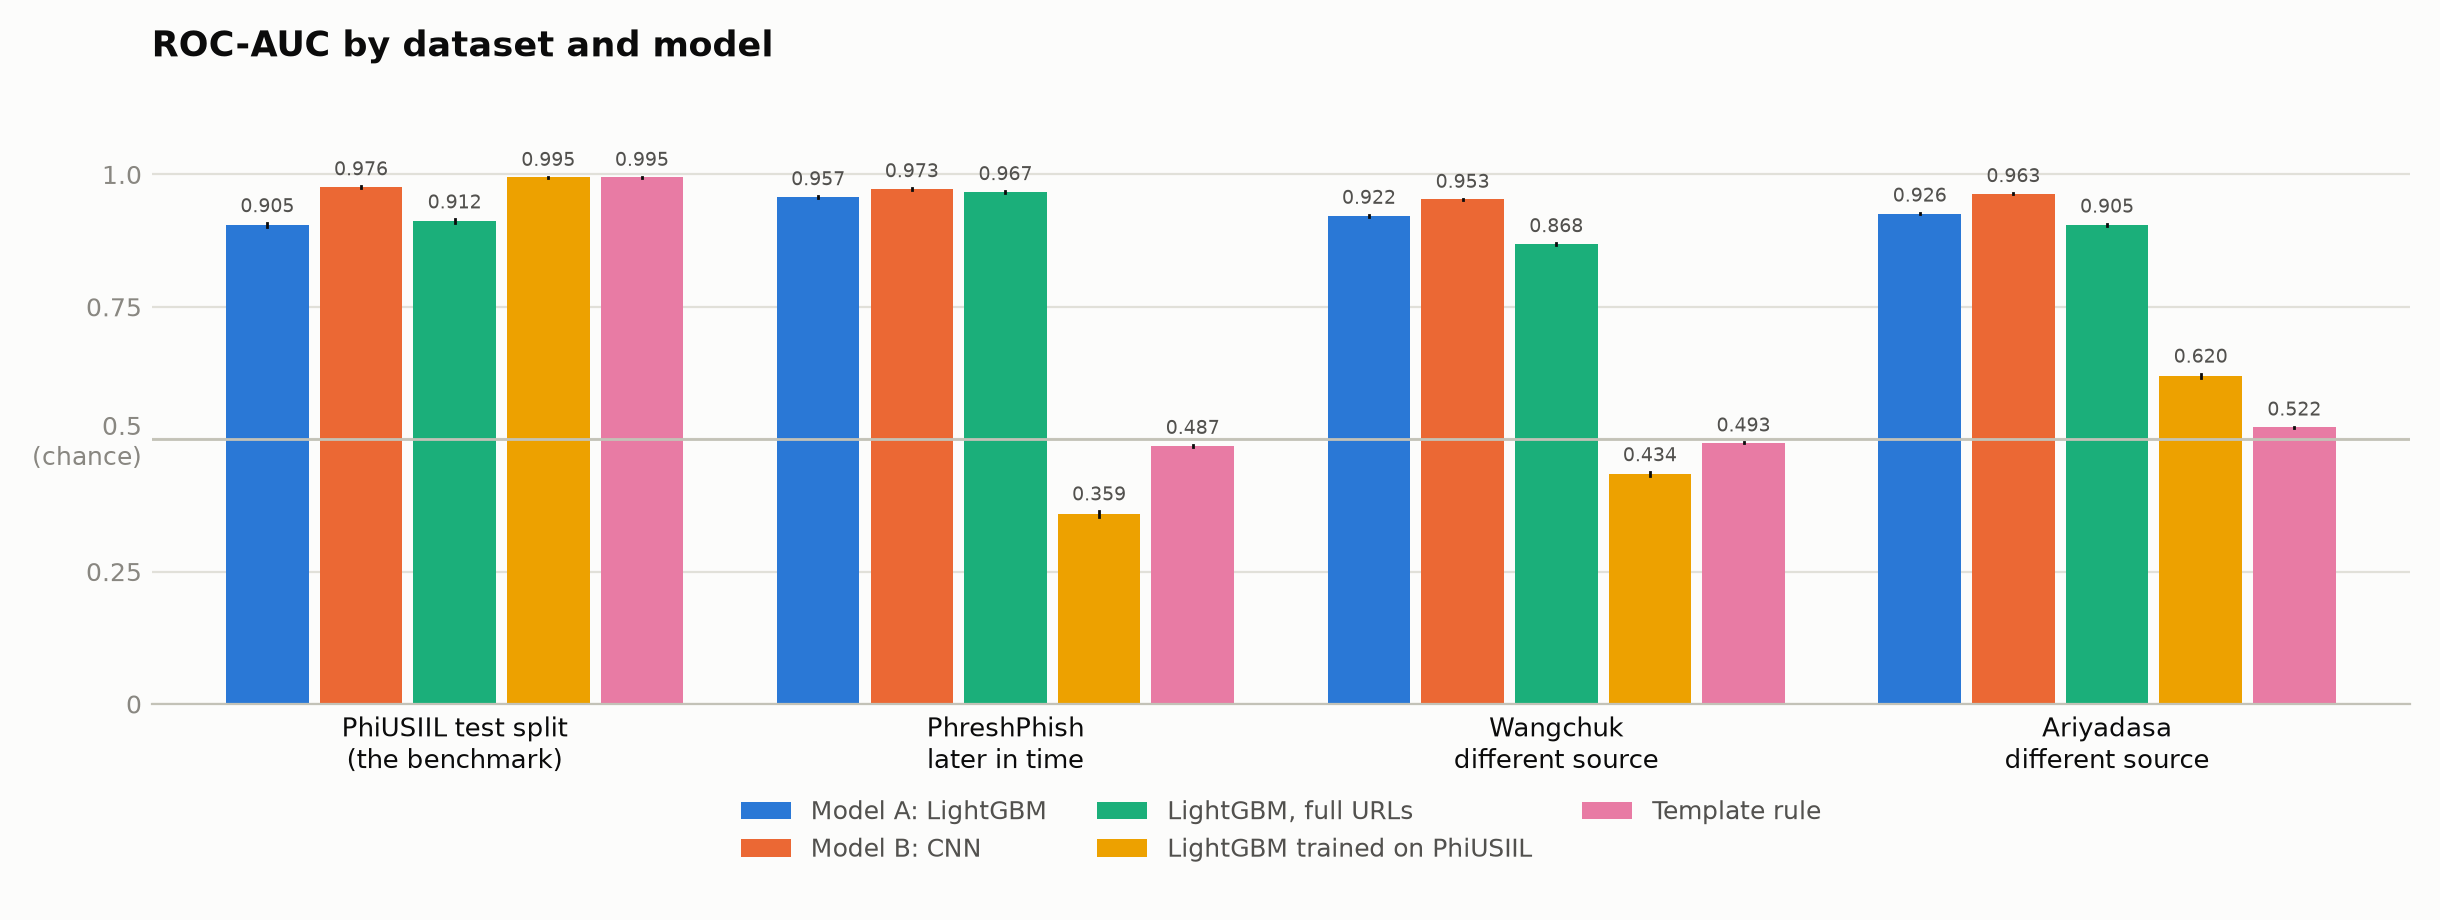 ROC-AUC by dataset and model
1.0
0.75
0.5
(chance)
0.25
0
0.905
0.976
0.912
0.995
0.995
0.957
0.973
0.967
0.359
0.487
0.922
0.953
0.868
0.434
0.493
0.926
0.963
0.905
0.620
0.522
PhiUSIIL test split
(the benchmark)
PhreshPhish
later in time
Wangchuk
different source
Ariyadasa
different source
Model A: LightGBM
Model B: CNN
LightGBM, full URLs
LightGBM trained on PhiUSIIL
Template rule